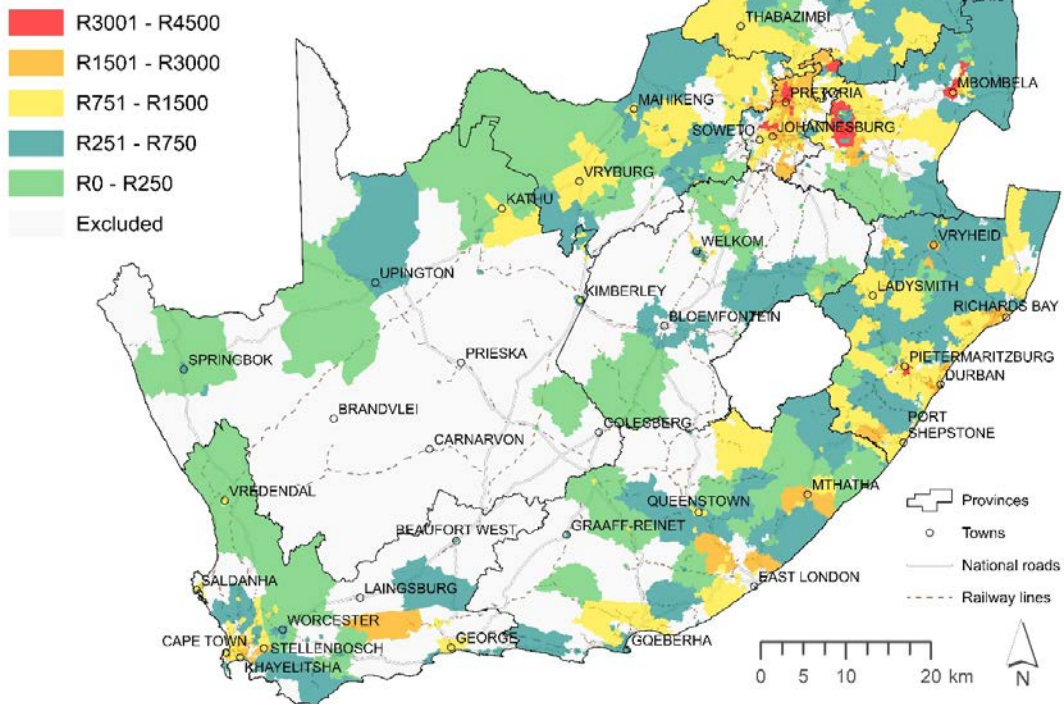 R3001 - R4500
R1501 - R3000
R751 - R1500
R251 - R750
R0 - R250
Excluded
THABAZIMBI
MBOMBELA
PRETORIA
MAHIKENG
SOWETO
JOHANNESBURG
VRYBURG
KATHU
WELKOM
VRYHEID
UPINGTON
LADYSMITH
KIMBERLEY
RICHARDS BAY
BLOEMFONTEIN
SPRINGBOK
PRIESKA
PIETERMARITZBURG
DURBAN
BRANDVLEI
COLESBERG
PORT
SHEPSTONE
CARNARVON
VREDENDAL
MTHATHA
QUEENSTOWN
BEAUFORT WEST
GRAAFF-REINET
SALDANHA
LAINGSBURG
EAST LONDON
WORCESTER
CAPE TOWN
STELLENBOSCH
GEORGE
GQEBERHA
KHAYELITSHA
Provinces
Towns
National roads
Railway lines
0 5 10 20 km
N